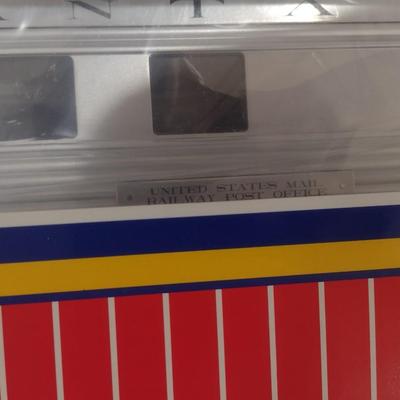 N T
UNITED STATES MAIL
RAILWAY POST OFFICE